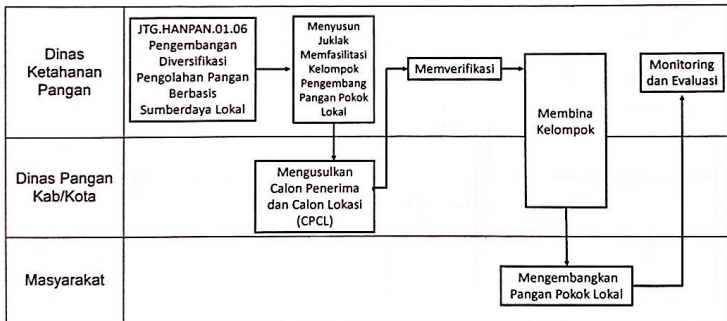 Dinas
Ketahanan
Pangan
JTG.HANPAN.01.06
Pengembangan
Diversifikasi
Pengolahan Pangan
Berbasis
Sumberdaya Lokal
Menyusun
Juklak
Memfasilitasi
Kelompok
Pengembang
Pangan Pokok
Lokal
Memverifikasi
Membina
Kelompok
Monitoring
dan Evaluasi
Dinas Pangan
Kab/Kota
Mengusulkan
Calon Penerima
dan Calon Lokasi
(CPCL)
Masyarakat
Mengembangkan
Pangan Pokok Lokal